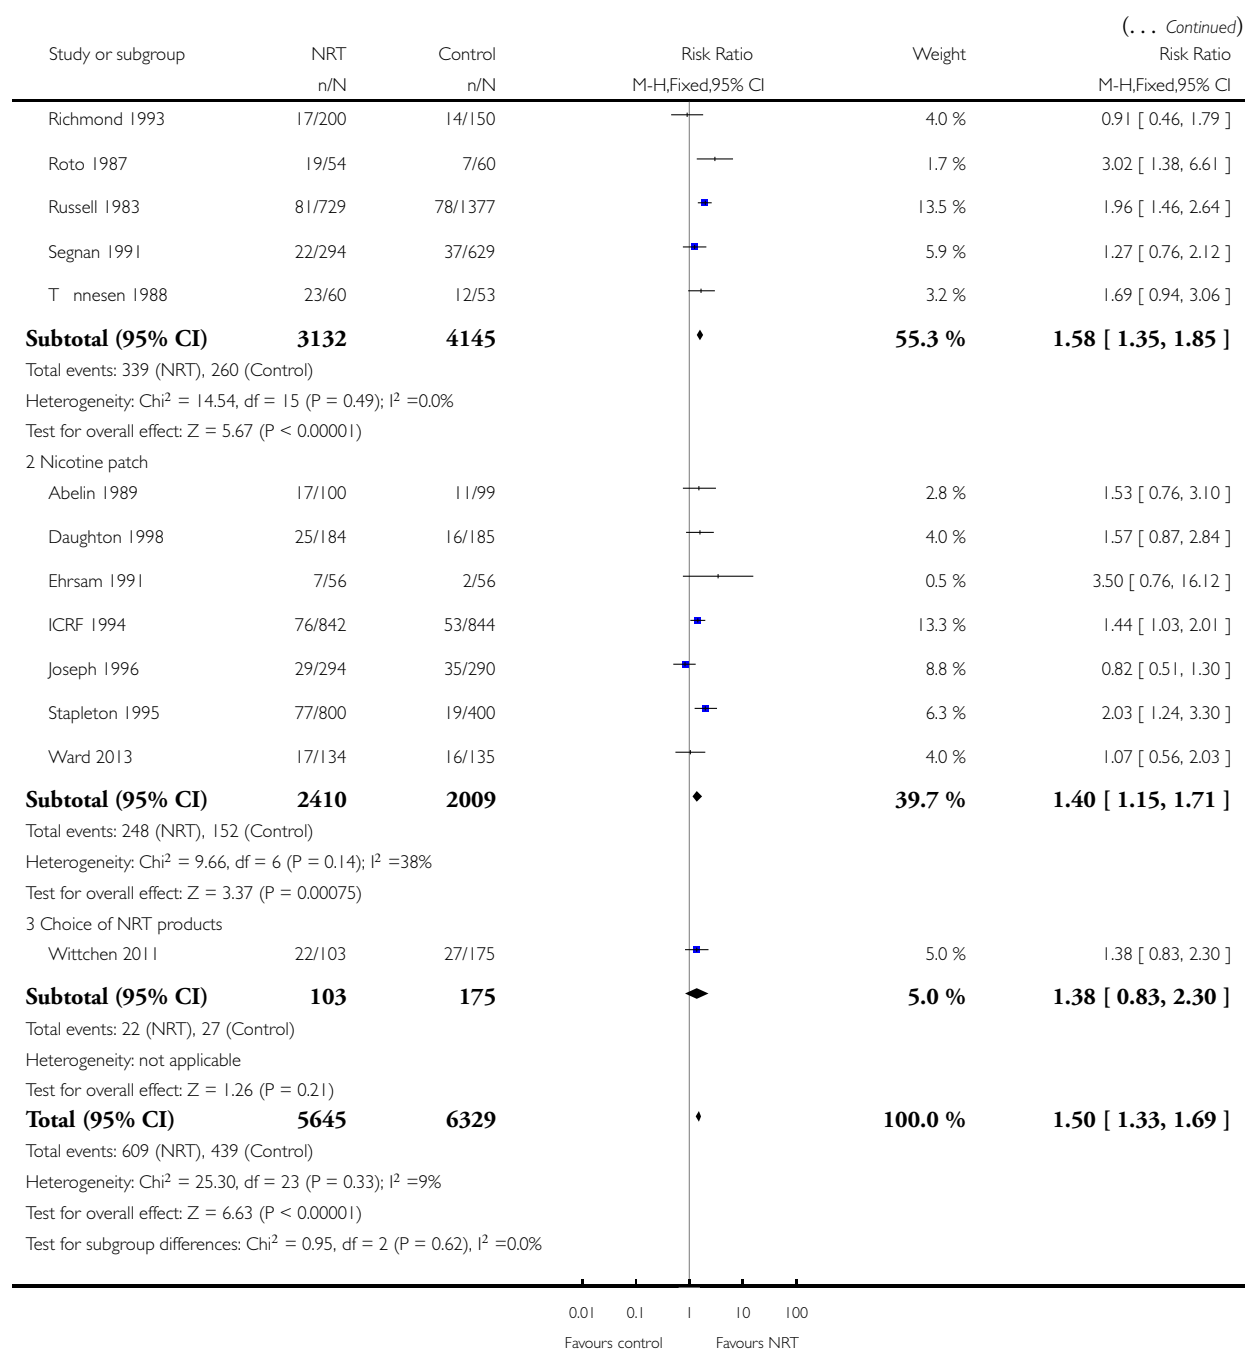 (... Continued)
Study or subgroup NRT Control Risk Ratio Weight Risk Ratio
n/N n/N M-H,Fixed,95% CI M-H,Fixed,95% CI
Richmond 1993 17/200 14/150 4.0 % 0.91 [ 0.46, 1.79 ]
Roto 1987 19/54 7/60 1.7 % 3.02 [ 1.38, 6.61 ]
Russell 1983 81/729 78/1377 13.5 % 1.96 [ 1.46, 2.64 ]
Segnan 1991 22/294 37/629 5.9 % 1.27 [ 0.76, 2.12 ]
T nnesen 1988 23/60 12/53 3.2 % 1.69 [ 0.94, 3.06 ]
Subtotal (95% CI) 3132 4145 55.3 % 1.58 [ 1.35, 1.85 ]
Total events: 339 (NRT), 260 (Control)
Heterogeneity: Chi² = 14.54, df = 15 (P = 0.49); I² =0.0%
Test for overall effect: Z = 5.67 (P < 0.00001)
2 Nicotine patch
Abelin 1989 17/100 11/99 2.8 % 1.53 [ 0.76, 3.10 ]
Daughton 1998 25/184 16/185 4.0 % 1.57 [ 0.87, 2.84 ]
Ehrsam 1991 7/56 2/56 0.5 % 3.50 [ 0.76, 16.12 ]
ICRF 1994 76/842 53/844 13.3 % 1.44 [ 1.03, 2.01 ]
Joseph 1996 29/294 35/290 8.8 % 0.82 [ 0.51, 1.30 ]
Stapleton 1995 77/800 19/400 6.3 % 2.03 [ 1.24, 3.30 ]
Ward 2013 17/134 16/135 4.0 % 1.07 [ 0.56, 2.03 ]
Subtotal (95% CI) 2410 2009 39.7 % 1.40 [ 1.15, 1.71 ]
Total events: 248 (NRT), 152 (Control)
Heterogeneity: Chi² = 9.66, df = 6 (P = 0.14); I² =38%
Test for overall effect: Z = 3.37 (P = 0.00075)
3 Choice of NRT products
Wittchen 2011 22/103 27/175 5.0 % 1.38 [ 0.83, 2.30 ]
Subtotal (95% CI) 103 175 5.0 % 1.38 [ 0.83, 2.30 ]
Total events: 22 (NRT), 27 (Control)
Heterogeneity: not applicable
Test for overall effect: Z = 1.26 (P = 0.21)
Total (95% CI) 5645 6329 100.0 % 1.50 [ 1.33, 1.69 ]
Total events: 609 (NRT), 439 (Control)
Heterogeneity: Chi² = 25.30, df = 23 (P = 0.33); I² =9%
Test for overall effect: Z = 6.63 (P < 0.00001)
Test for subgroup differences: Chi² = 0.95, df = 2 (P = 0.62), I² =0.0%
0.01 0.1 1 10 100
Favours control Favours NRT